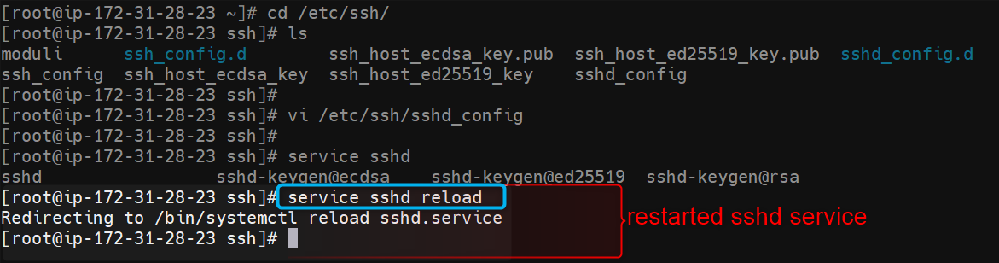 [root@ip-172-31-28-23 ~]# cd /etc/ssh/
[root@ip-172-31-28-23 ssh]# ls
moduli      ssh_config.d        ssh_host_ecdsa_key.pub  ssh_host_ed25519_key.pub  sshd_config.d
ssh_config  ssh_host_ecdsa_key  ssh_host_ed25519_key    sshd_config
[root@ip-172-31-28-23 ssh]#
[root@ip-172-31-28-23 ssh]# vi /etc/ssh/sshd_config
[root@ip-172-31-28-23 ssh]#
[root@ip-172-31-28-23 ssh]# service sshd
sshd                 sshd-keygen@ecdsa    sshd-keygen@ed25519  sshd-keygen@rsa
[root@ip-172-31-28-23 ssh]# service sshd reload
Redirecting to /bin/systemctl reload sshd.service
restarted sshd service
[root@ip-172-31-28-23 ssh]#